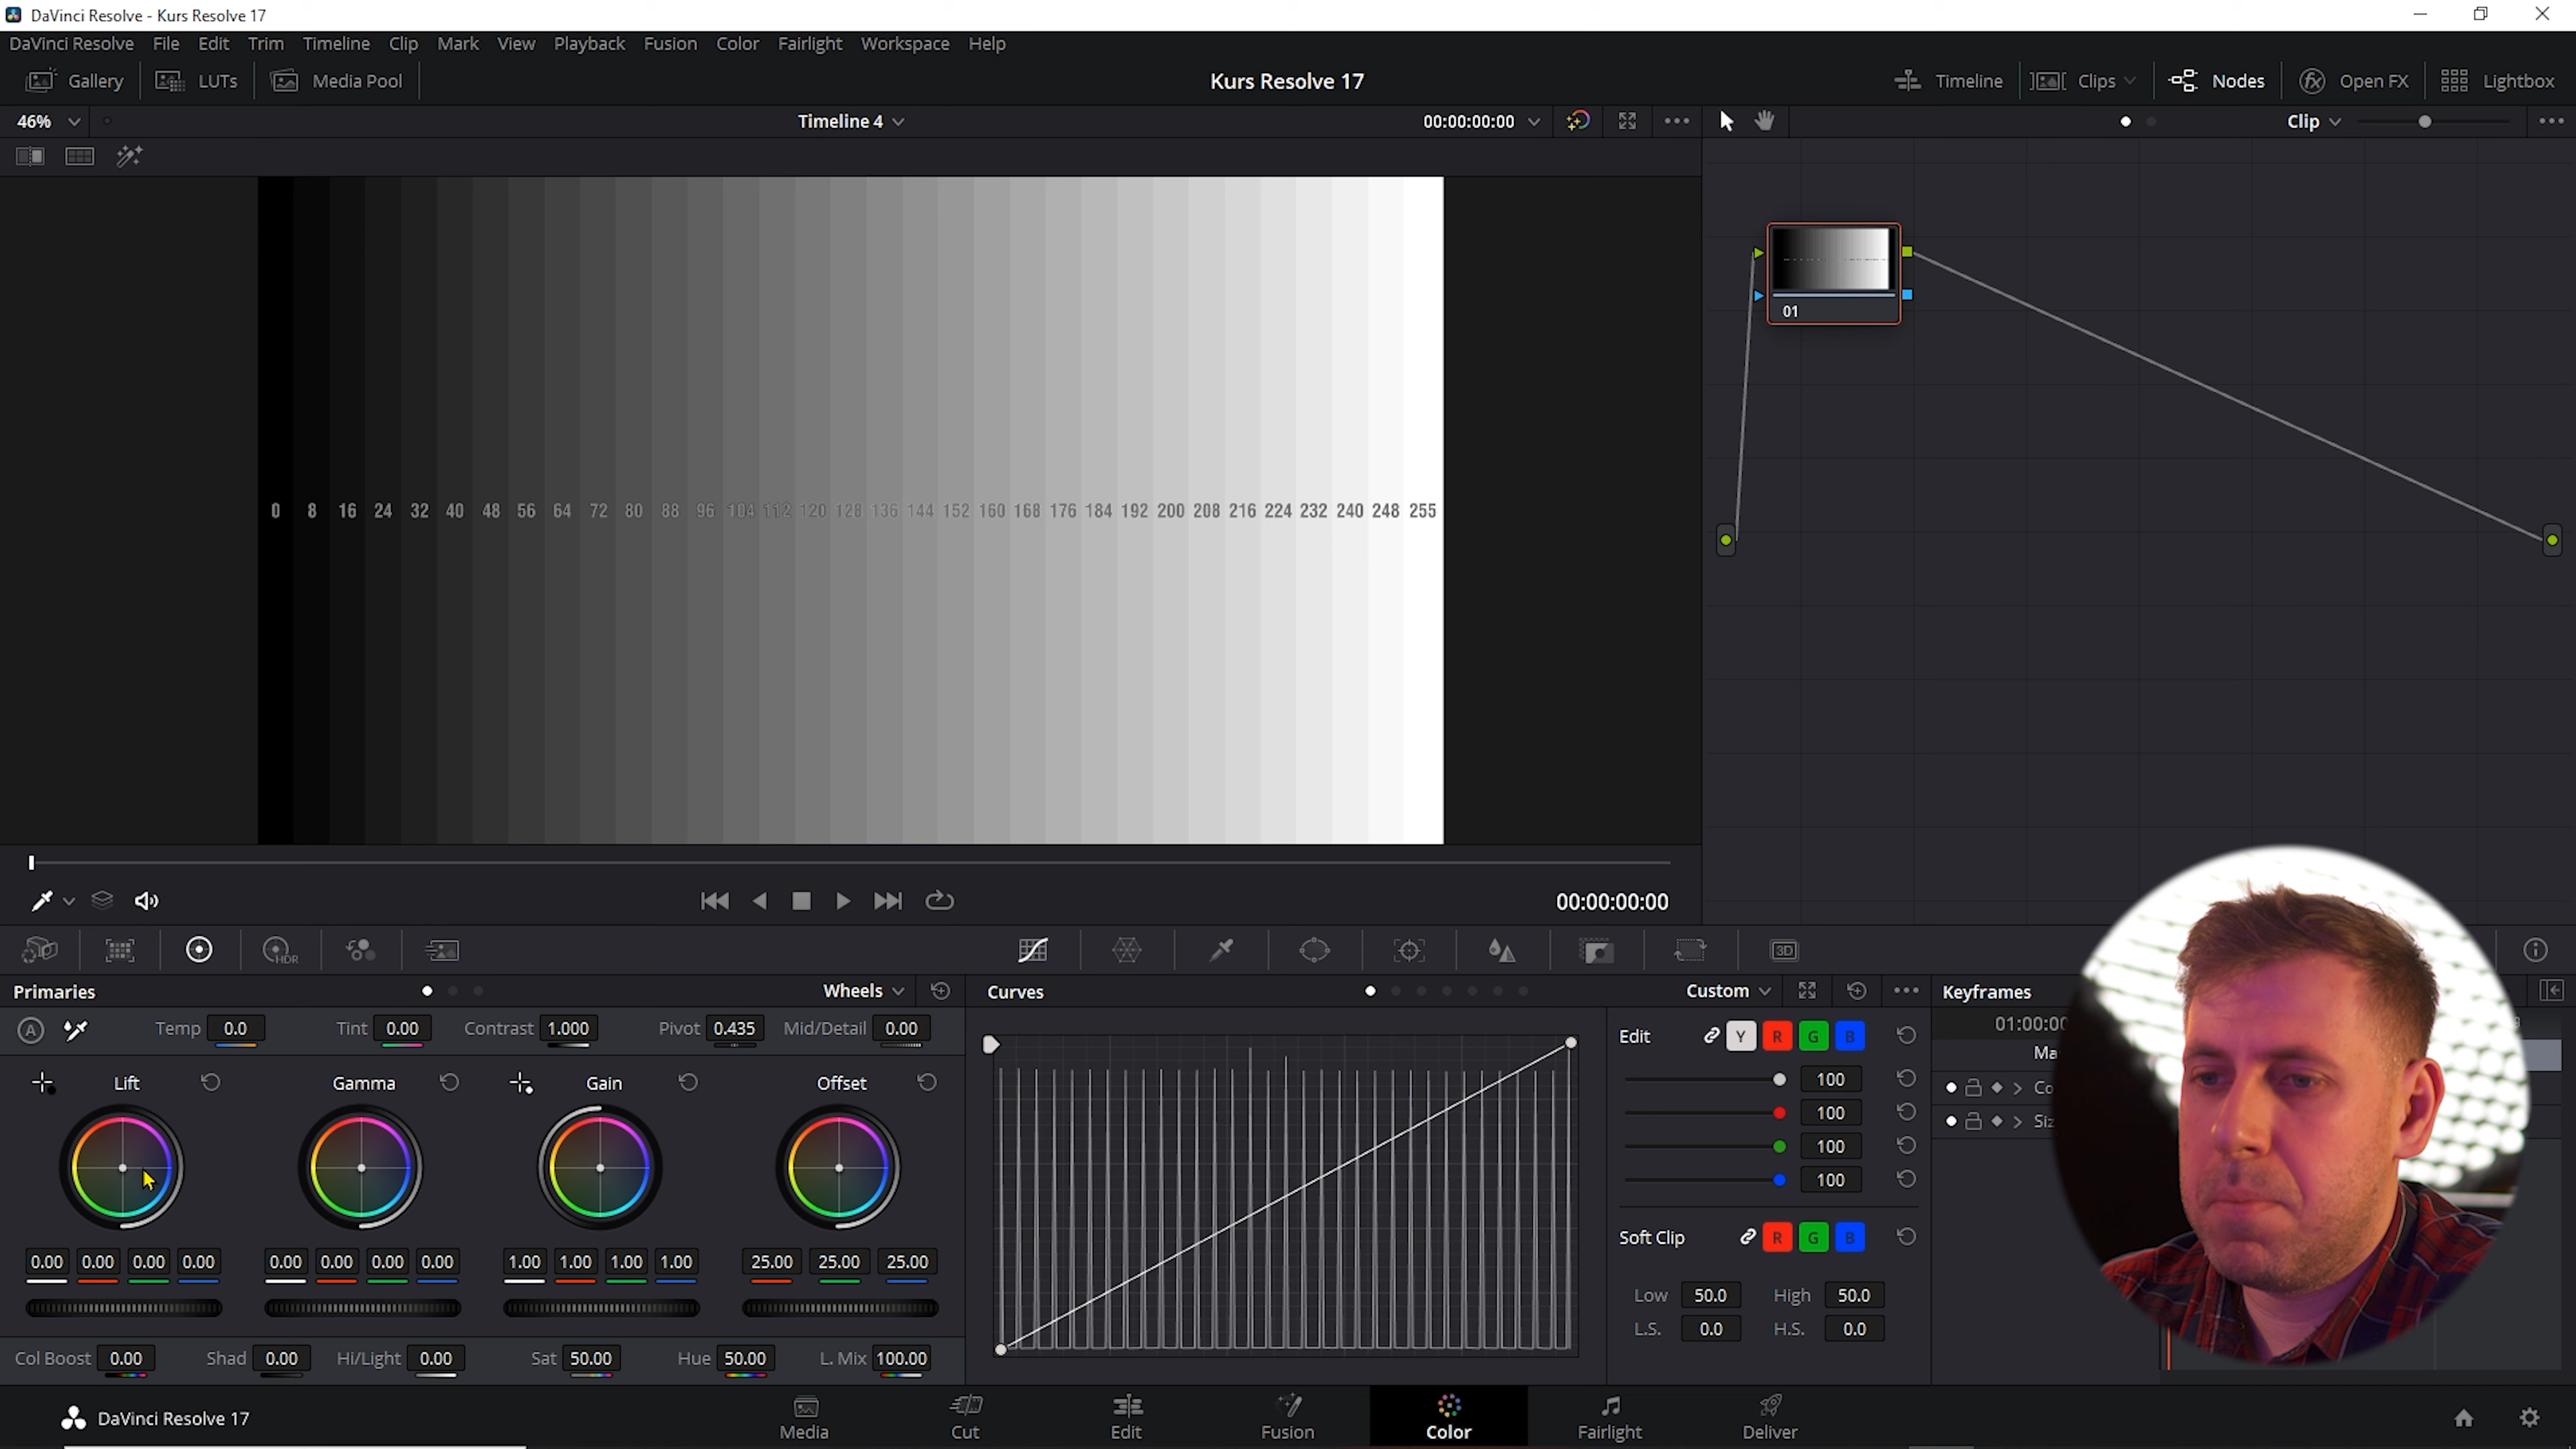 DaVinci Resolve - Kurs Resolve 17
DaVinci Resolve File Edit Trim Timeline Clip Mark View Playback Fusion Color Fairlight Workspace Help
Gallery LUTs Media Pool Kurs Resolve 17 Timeline Clips Nodes Open FX Lightbox
46% Timeline 4 00:00:00:00 Clip
01
0 8 16 24 32 40 48 56 64 72 80 88 96 104 112 120 128 136 144 152 160 168 176 184 192 200 208 216 224 232 240 248 255
00:00:00:00
HDR 3D
Primaries Wheels Curves Custom Keyframes
A Temp 0.0 Tint 0.00 Contrast 1.000 Pivot 0.435 Mid/Detail 0.00
Edit Y R G B
01:00:00
Ma
Lift Gamma Gain Offset
100
Co
100
Siz
100
100
Soft Clip R G B
0.00 0.00 0.00 0.00 0.00 0.00 0.00 0.00 1.00 1.00 1.00 1.00 25.00 25.00 25.00
Low 50.0 High 50.0
L.S. 0.0 H.S. 0.0
Col Boost 0.00 Shad 0.00 Hi/Light 0.00 Sat 50.00 Hue 50.00 L. Mix 100.00
DaVinci Resolve 17 Media Cut Edit Fusion Color Fairlight Deliver